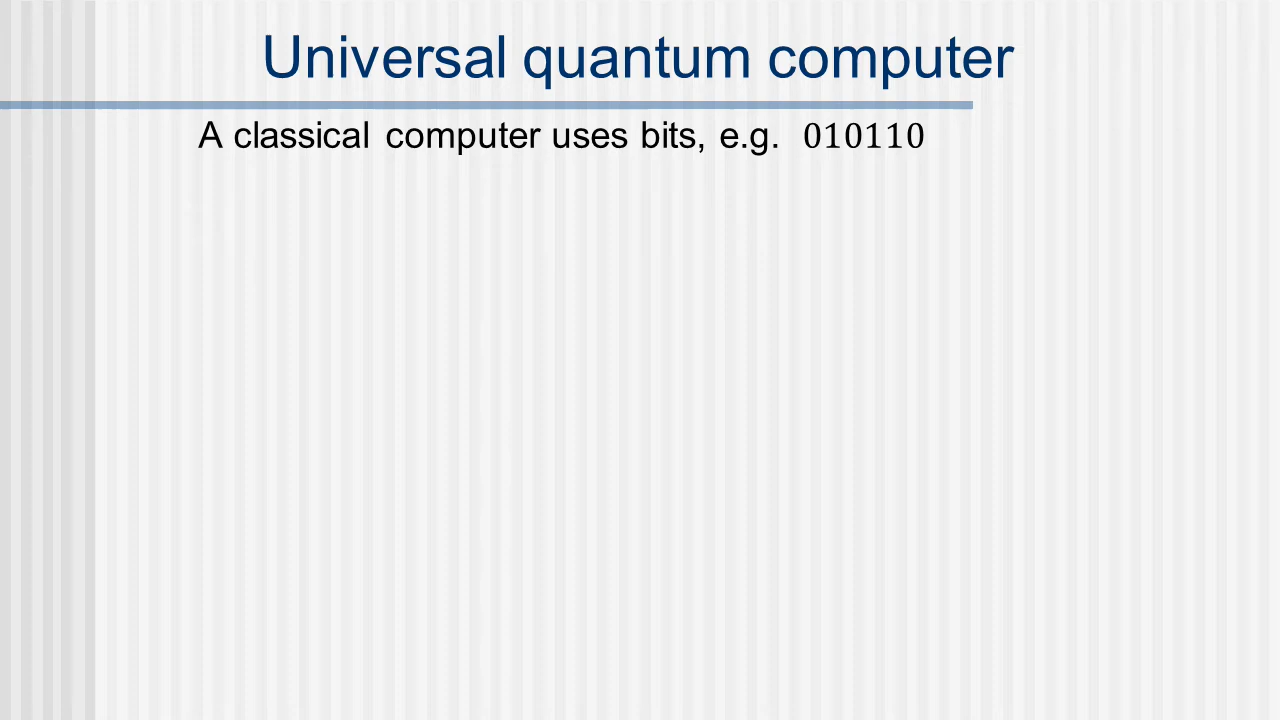 Universal quantum computer
A classical computer uses bits, e.g. 010110